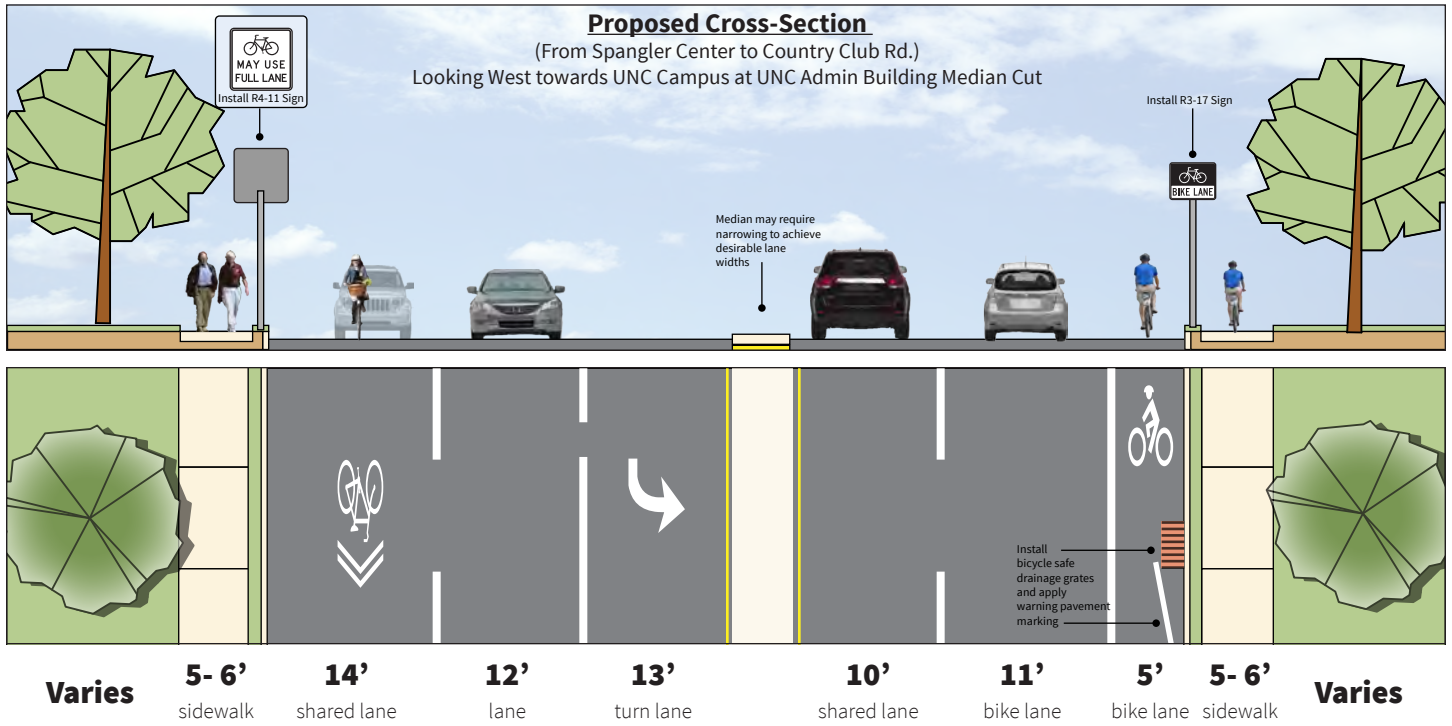 Proposed Cross-Section
(From Spangler Center to Country Club Rd.)
Looking West towards UNC Campus at UNC Admin Building Median Cut
MAY USE
FULL LANE
Install R4-11 Sign
Install R3-17 Sign
BIKE LANE
Median may require
narrowing to achieve
desirable lane
widths
Install
bicycle safe
drainage grates
and apply
warning pavement
marking
Varies
5- 6’
sidewalk
14’
shared lane
12’
lane
13’
turn lane
10’
shared lane
11’
bike lane
5’
bike lane
5- 6’
sidewalk
Varies